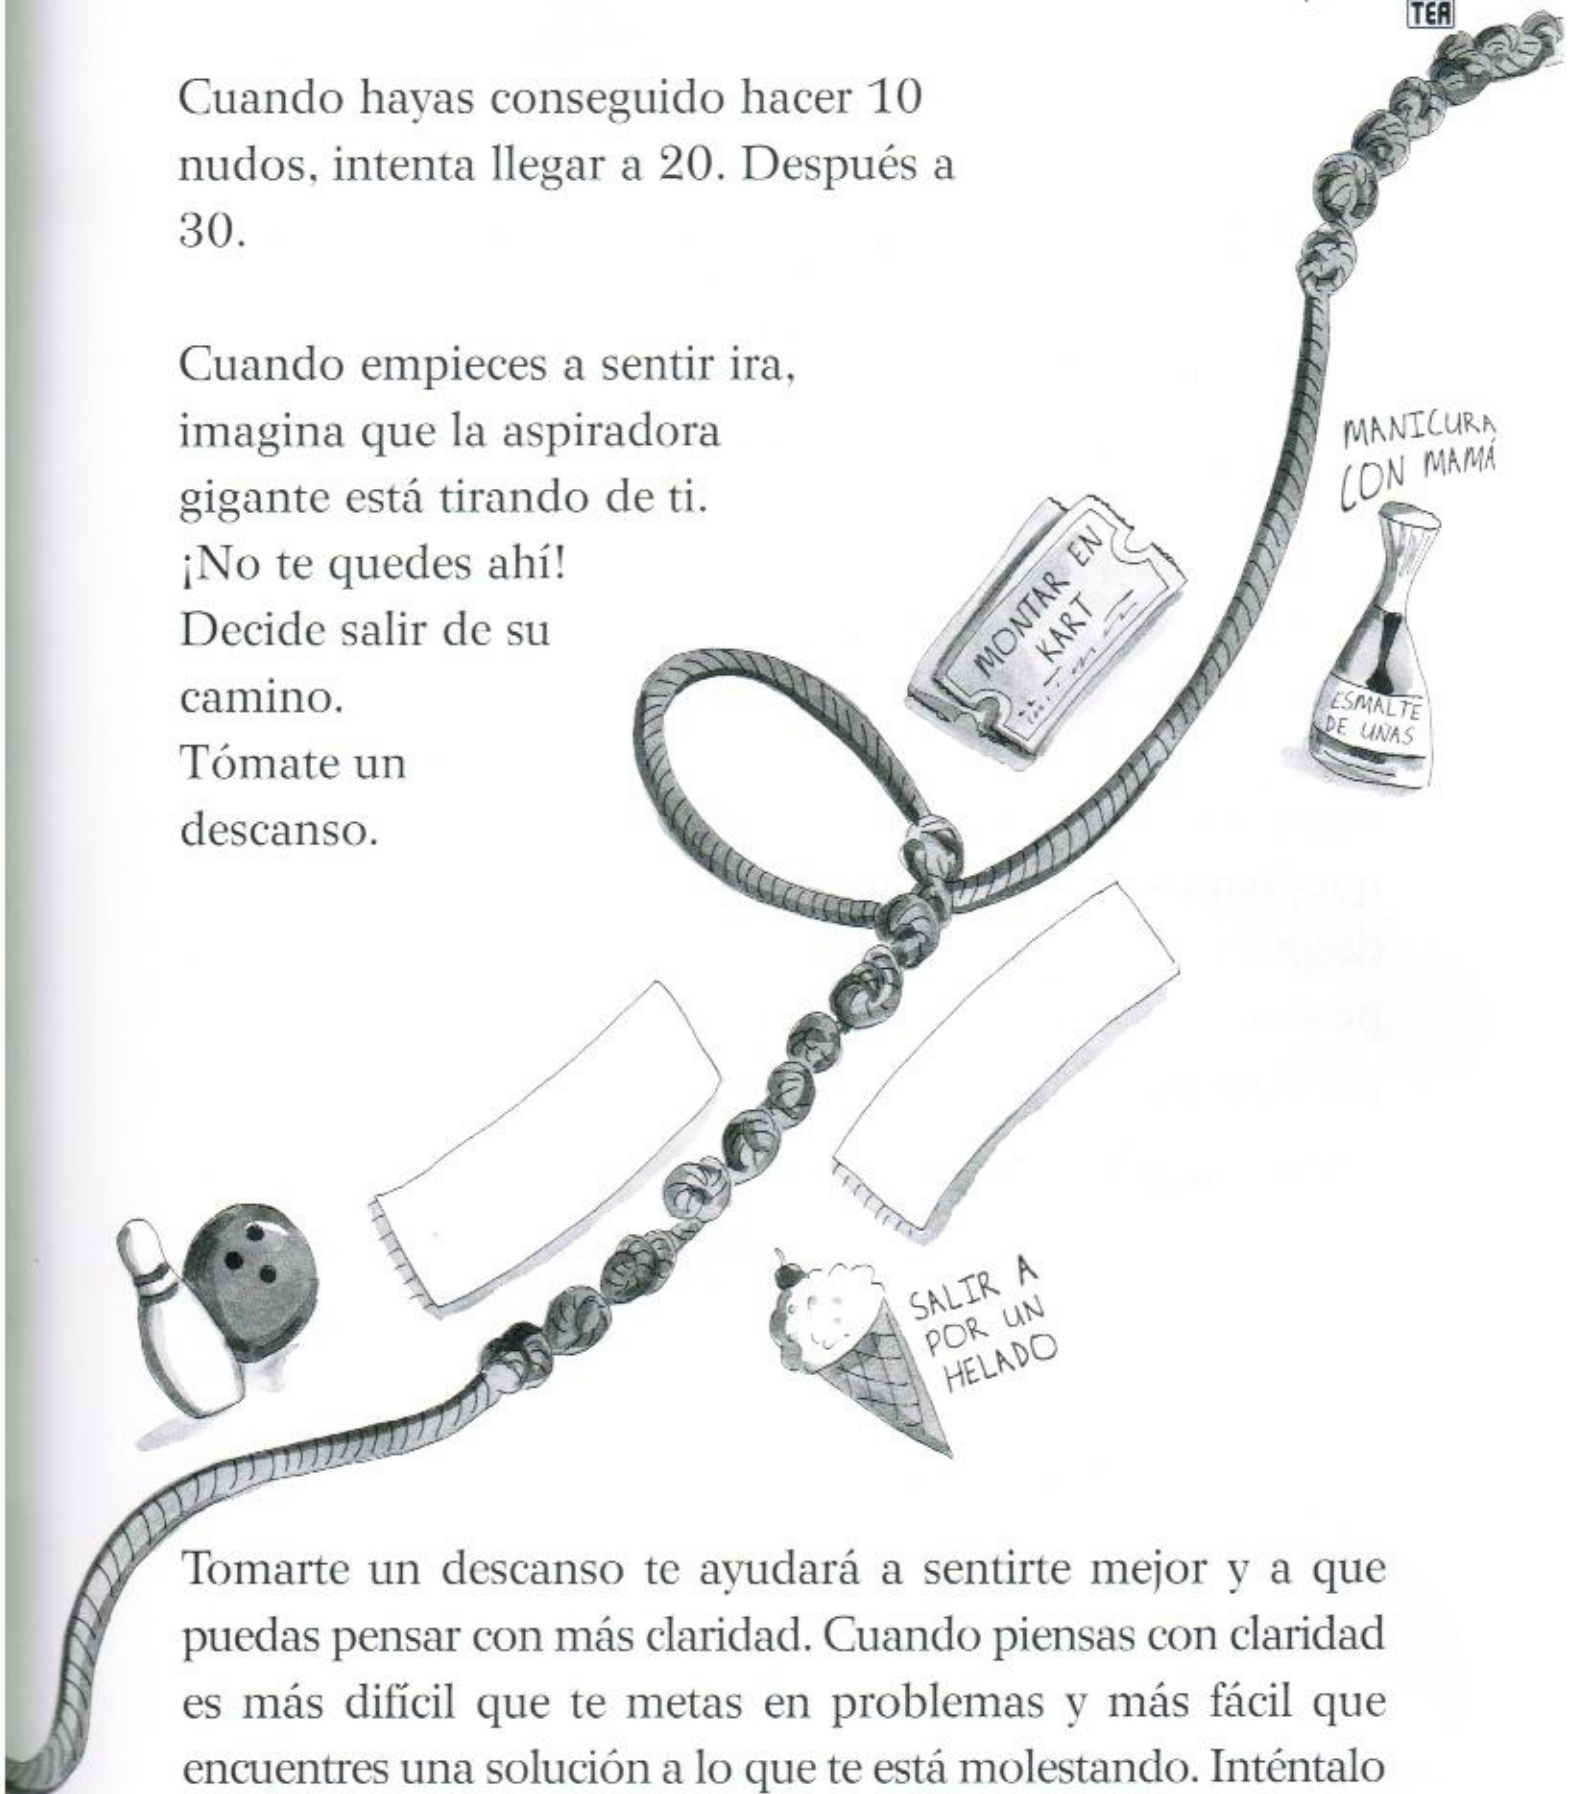 TEA
Cuando hayas conseguido hacer 10
nudos, intenta llegar a 20. Después a
30.
Cuando empieces a sentir ira,
imagina que la aspiradora
gigante está tirando de ti.
¡No te quedes ahí!
Decide salir de su
camino.
Tómate un
descanso.
MANICURA
CON MAMÁ
MONTAR EN
KART
ESMALTE
DE UÑAS
SALIR A
POR UN
HELADO
Tomarte un descanso te ayudará a sentirte mejor y a que
puedas pensar con más claridad. Cuando piensas con claridad
es más difícil que te metas en problemas y más fácil que
encuentres una solución a lo que te está molestando. Inténtalo